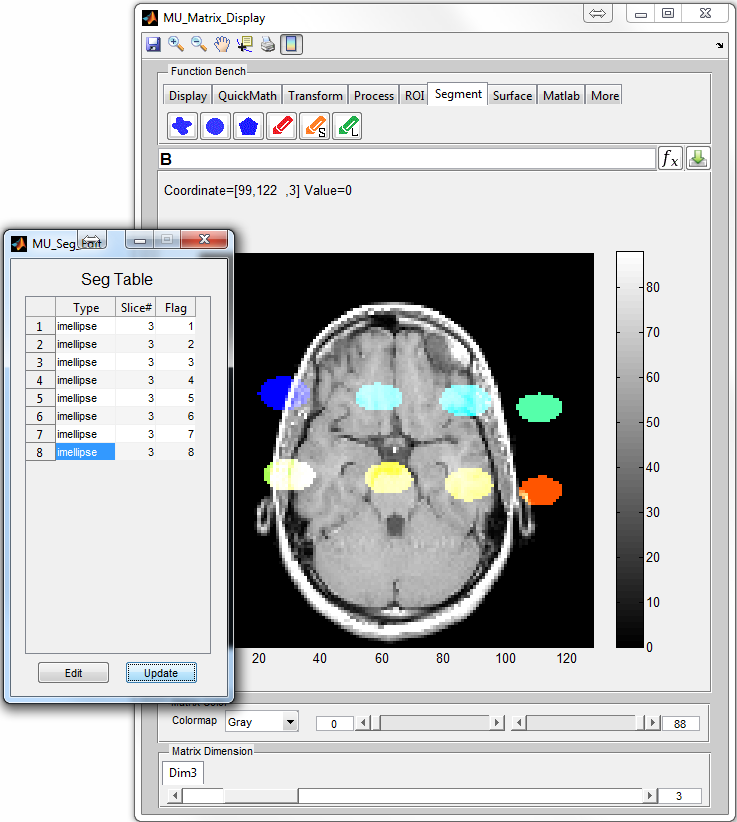 MU_Matrix_Display
Function Bench
Display QuickMath Transform Process ROI Segment Surface Matlab More
S L
B fx
Coordinate=[99,122 ,3] Value=0
MU_Seg_
Seg Table
Type Slice# Flag
1 imellipse 3 1
2 imellipse 3 2
3 imellipse 3 3
4 imellipse 3 4
5 imellipse 3 5
6 imellipse 3 6
7 imellipse 3 7
8 imellipse 3 8
Edit Update
80
70
60
50
40
30
20
10
0
20 40 60 80 100 120
Matrix Color
Colormap Gray 0 88
Matrix Dimension
Dim3
3